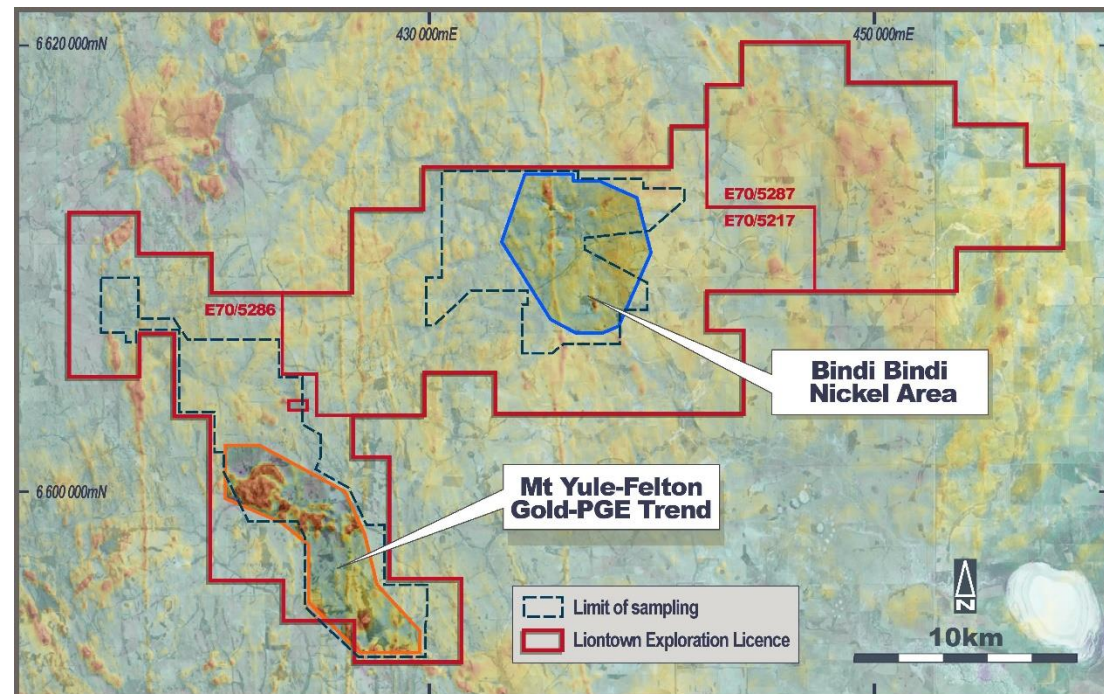 6 620 000mN
430 000mE
450 000mE
E70/5287
E70/5217
E70/5286
Bindi Bindi
Nickel Area
6 600 000mN
Mt Yule-Felton
Gold-PGE Trend
Limit of sampling
Liontown Exploration Licence
N
10km